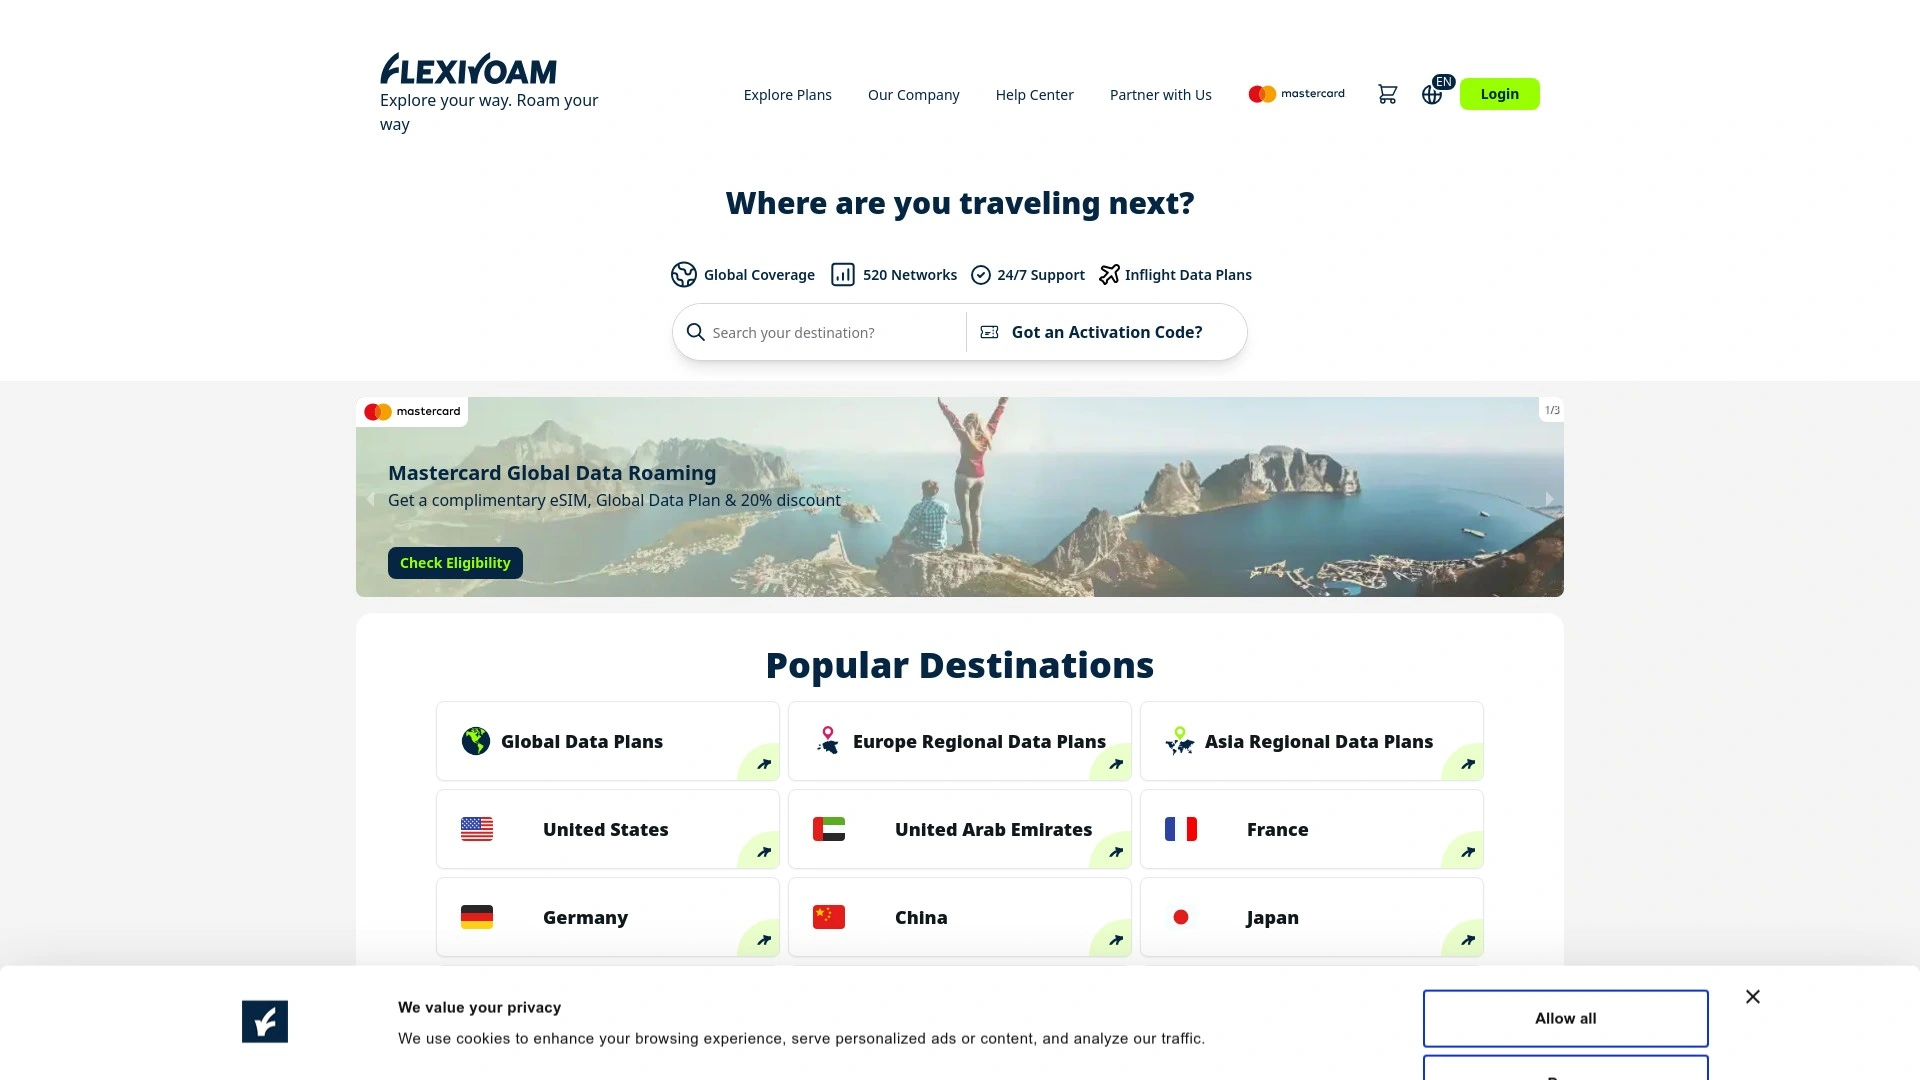 FLEXIROAM
Explore your way. Roam your
way
Explore Plans
Our Company
Help Center
Partner with Us
mastercard
EN
Login
Where are you traveling next?
Global Coverage
520 Networks
24/7 Support
Inflight Data Plans
Search your destination?
Got an Activation Code?
mastercard
1/3
Mastercard Global Data Roaming
Get a complimentary eSIM, Global Data Plan & 20% discount
Check Eligibility
Popular Destinations
Global Data Plans
Europe Regional Data Plans
Asia Regional Data Plans
United States
United Arab Emirates
France
Germany
China
Japan
We value your privacy
We use cookies to enhance your browsing experience, serve personalized ads or content, and analyze our traffic.
Allow all